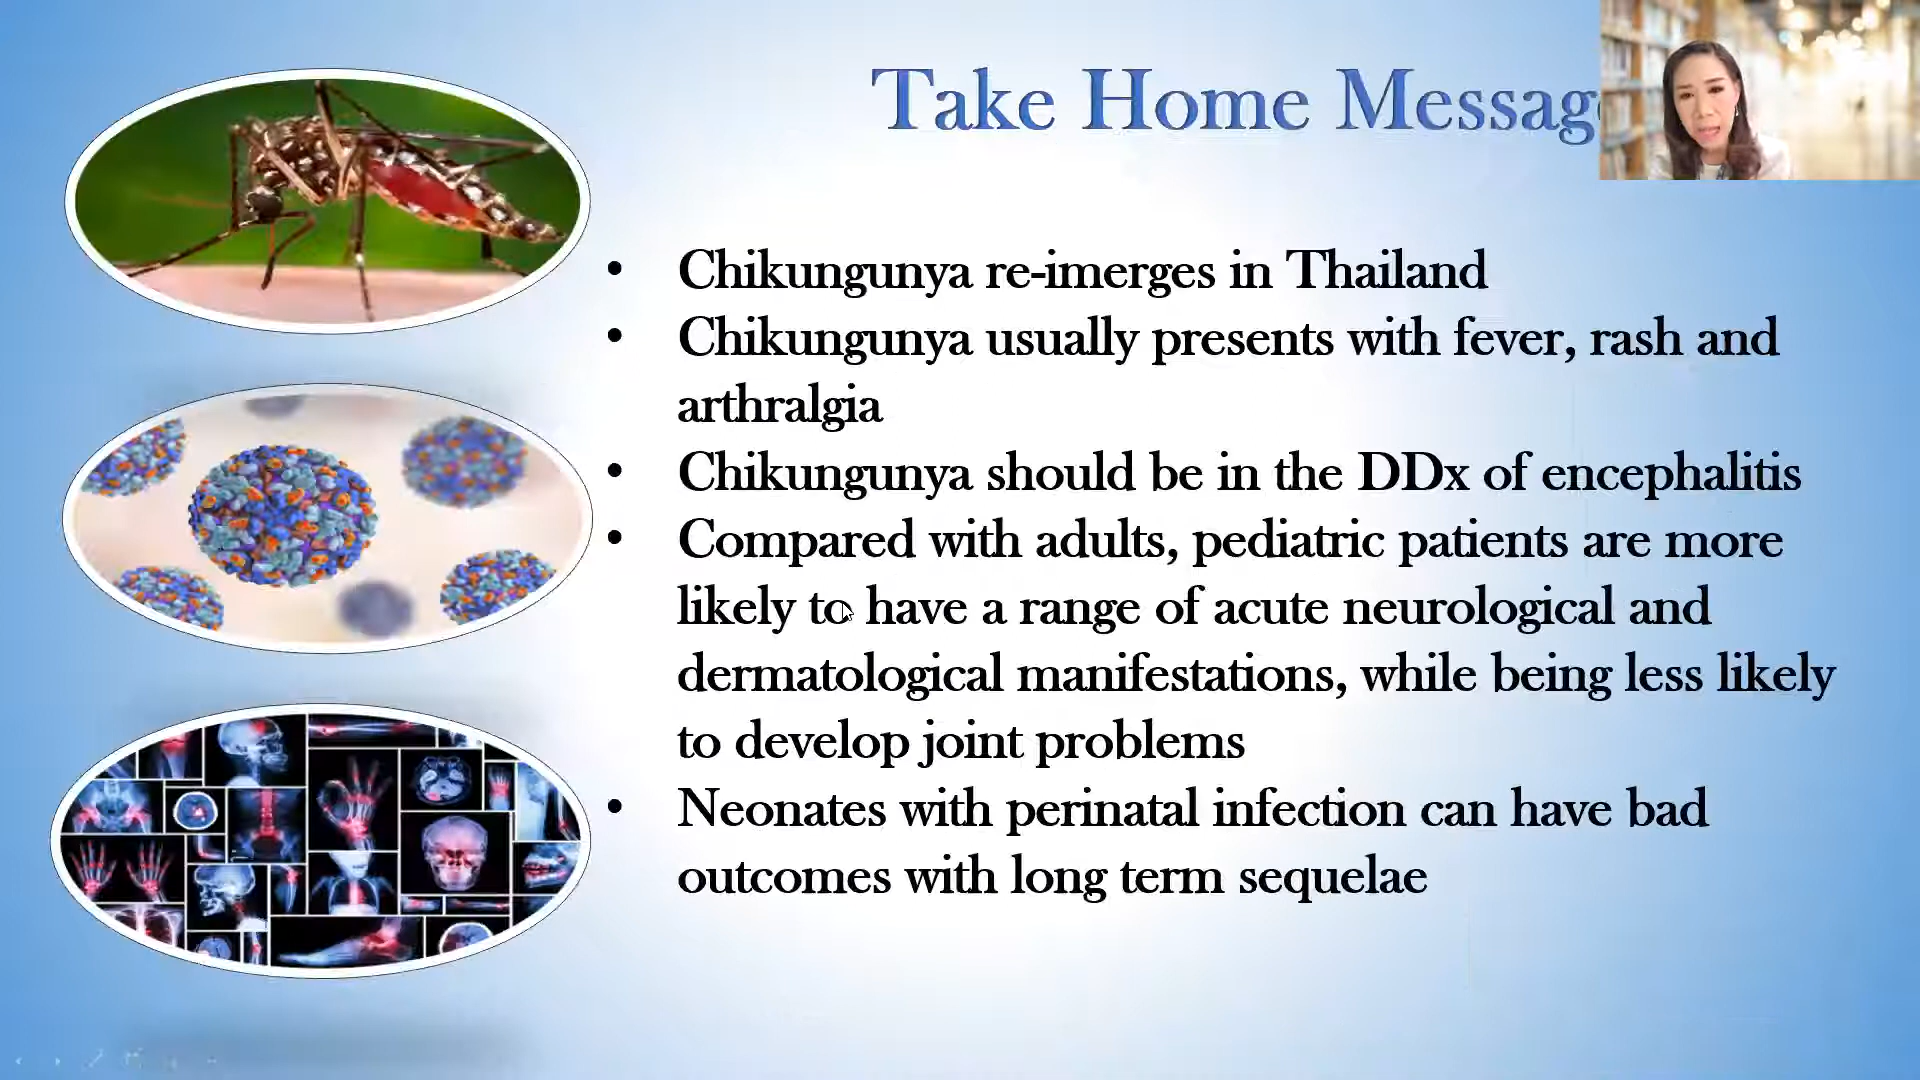 Take Home Message
• Chikungunya re-imerges in Thailand
• Chikungunya usually presents with fever, rash and
arthralgia
• Chikungunya should be in the DDx of encephalitis
• Compared with adults, pediatric patients are more
likely to have a range of acute neurological and
dermatological manifestations, while being less likely
to develop joint problems
• Neonates with perinatal infection can have bad
outcomes with long term sequelae